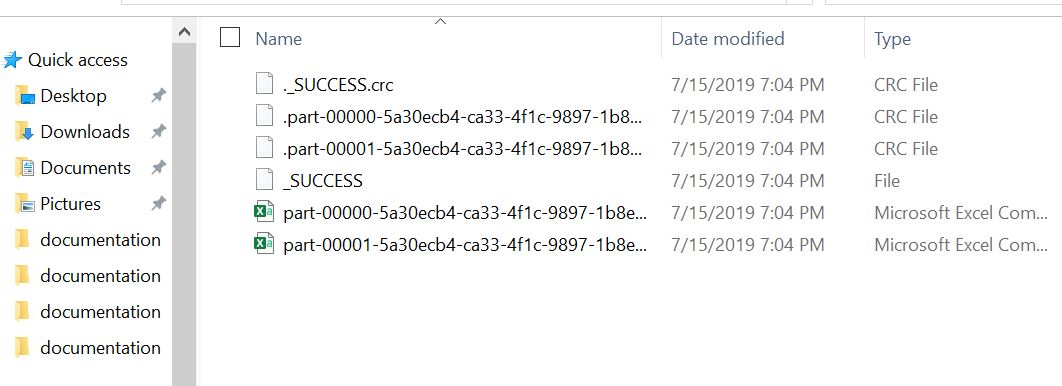 Name Date modified Type
Quick access
Desktop
Downloads
Documents
Pictures
documentation
documentation
documentation
documentation
._SUCCESS.crc 7/15/2019 7:04 PM CRC File
.part-00000-5a30ecb4-ca33-4f1c-9897-1b8... 7/15/2019 7:04 PM CRC File
.part-00001-5a30ecb4-ca33-4f1c-9897-1b8... 7/15/2019 7:04 PM CRC File
_SUCCESS 7/15/2019 7:04 PM File
part-00000-5a30ecb4-ca33-4f1c-9897-1b8e... 7/15/2019 7:04 PM Microsoft Excel Com...
part-00001-5a30ecb4-ca33-4f1c-9897-1b8e... 7/15/2019 7:04 PM Microsoft Excel Com...